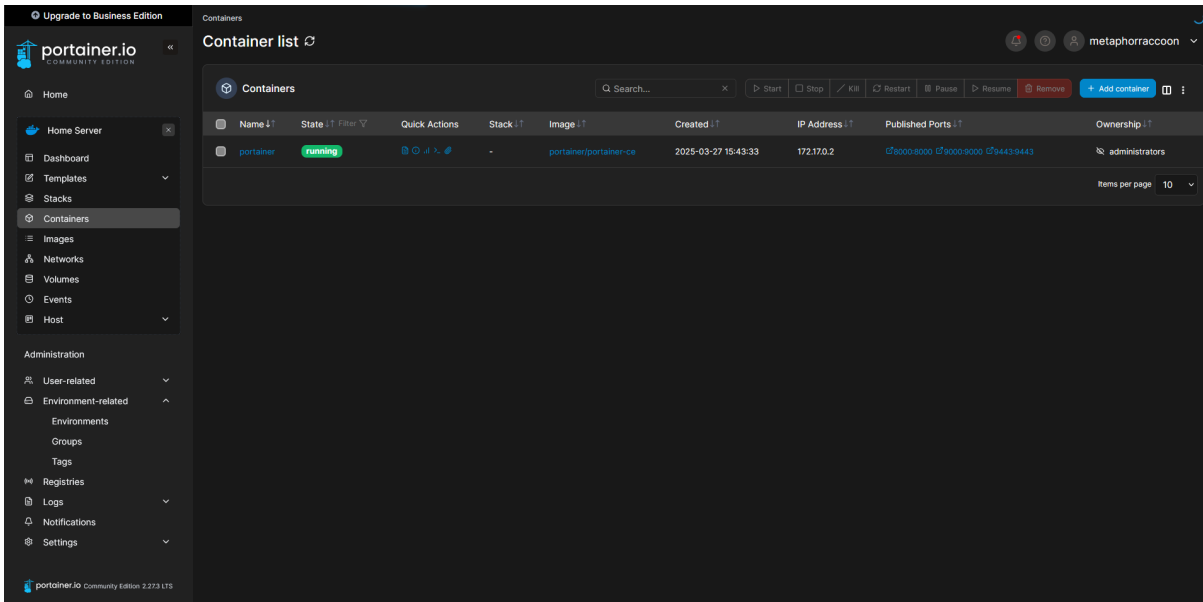 Upgrade to Business Edition
portainer.io
COMMUNITY EDITION
Home
Home Server
Dashboard
Templates
Stacks
Containers
Images
Networks
Volumes
Events
Host
Administration
User-related
Environment-related
Environments
Groups
Tags
Registries
Logs
Notifications
Settings
portainer.io Community Edition 2.27.3 LTS
Containers
Container list
metaphorraccoon
Containers
Search...
Start Stop Kill Restart Pause Resume Remove
+ Add container
Name State Filter Quick Actions Stack Image Created IP Address Published Ports Ownership
portainer running - portainer/portainer-ce 2025-03-27 15:43:33 172.17.0.2 8000:8000 9000:9000 9443:9443 administrators
Items per page 10